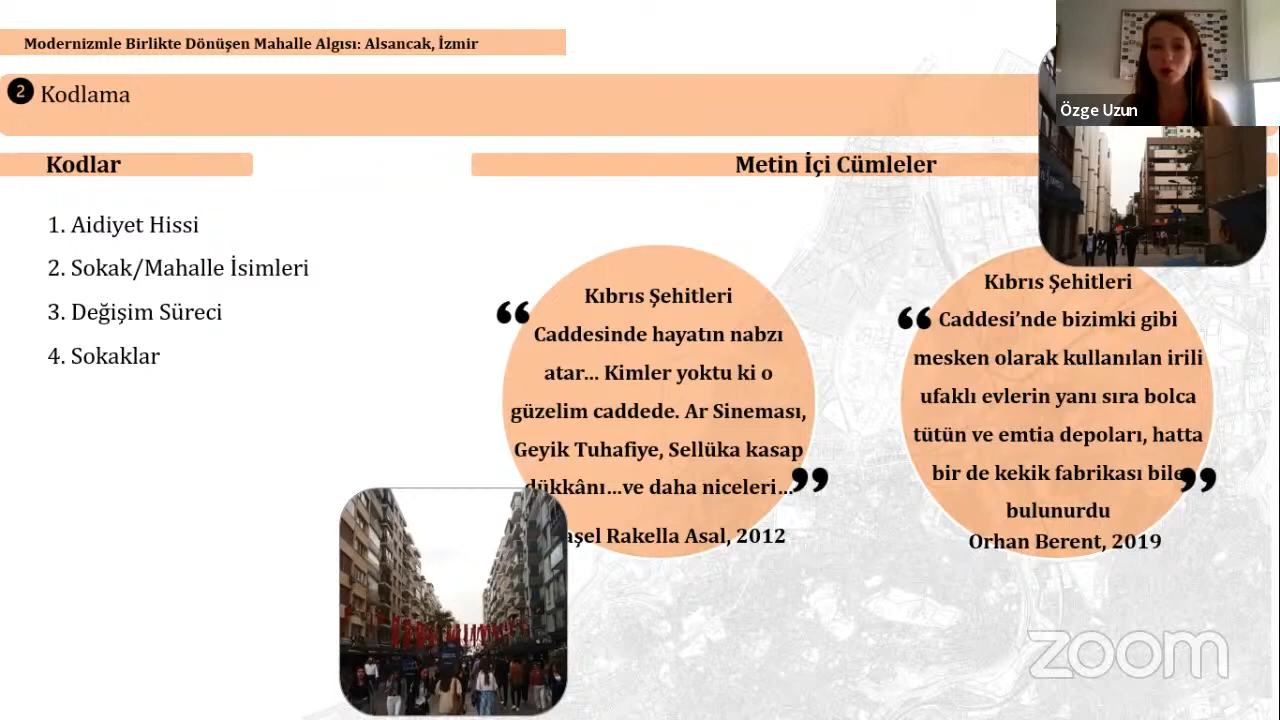 Modernizmle Birlikte Dönüşen Mahalle Algısı: Alsancak, İzmir
2 Kodlama
Özge Uzun
Kodlar
Metin İçi Cümleler
1. Aidiyet Hissi
2. Sokak/Mahalle İsimleri
3. Değişim Süreci
4. Sokaklar
“ Kıbrıs Şehitleri
Caddesinde hayatın nabzı
atar... Kimler yoktu ki o
güzelim caddede. Ar Sineması,
Geyik Tuhafiye, Sellüka kasap
dükkânı...ve daha niceleri... ”
Rakella Asal, 2012
Kıbrıs Şehitleri
“ Caddesi’nde bizimki gibi
mesken olarak kullanılan irili
ufaklı evlerin yanı sıra bolca
tütün ve emtia depoları, hatta
bir de kekik fabrikası bile ”
bulunurdu
Orhan Berent, 2019
zoom